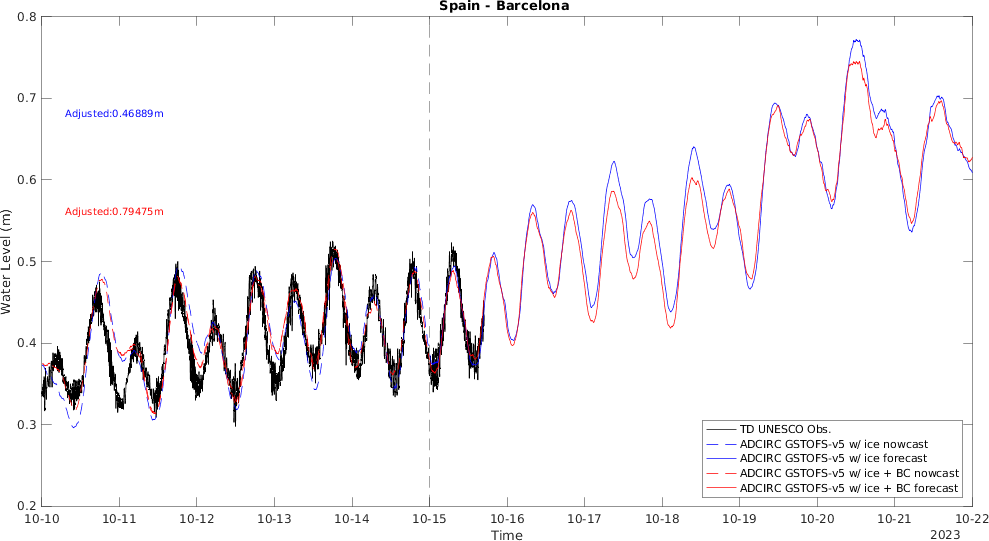 Spain - Barcelona
0.8
0.7
0.6
0.5
0.4
0.3
0.2
Water Level (m)
Adjusted:0.46889m
Adjusted:0.79475m
TD UNESCO Obs.
ADCIRC GSTOFS-v5 w/ ice nowcast
ADCIRC GSTOFS-v5 w/ ice forecast
ADCIRC GSTOFS-v5 w/ ice + BC nowcast
ADCIRC GSTOFS-v5 w/ ice + BC forecast
10-10 10-11 10-12 10-13 10-14 10-15 10-16 10-17 10-18 10-19 10-20 10-21 10-22
Time
2023